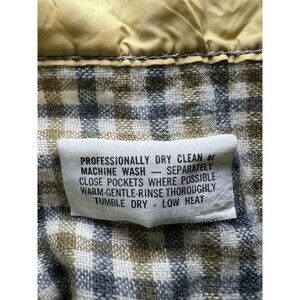 PROFESSIONALLY DRY CLEAN or
MACHINE WASH — SEPARATELY
CLOSE POCKETS WHERE POSSIBLE
WARM-GENTLE-RINSE THOROUGHLY
TUMBLE DRY - LOW HEAT